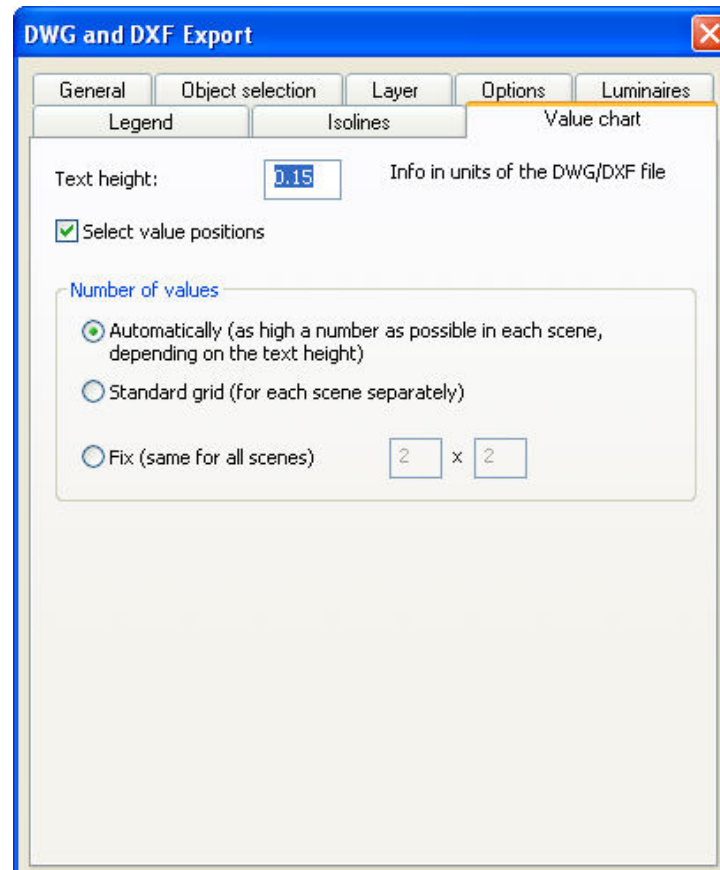 DWG and DXF Export
General Object selection Layer Options Luminaires
Legend Isolines Value chart
Text height: 0.15 Info in units of the DWG/DXF file
Select value positions
Number of values
Automatically (as high a number as possible in each scene,
depending on the text height)
Standard grid (for each scene separately)
Fix (same for all scenes) 2 x 2